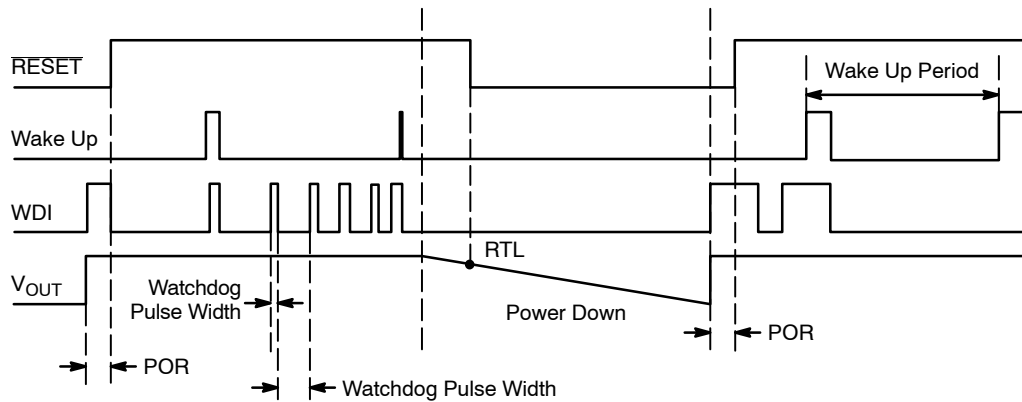 RESET
Wake Up Period
Wake Up
WDI
RTL
VOUT
Watchdog
Pulse Width
Power Down
POR
POR
Watchdog Pulse Width